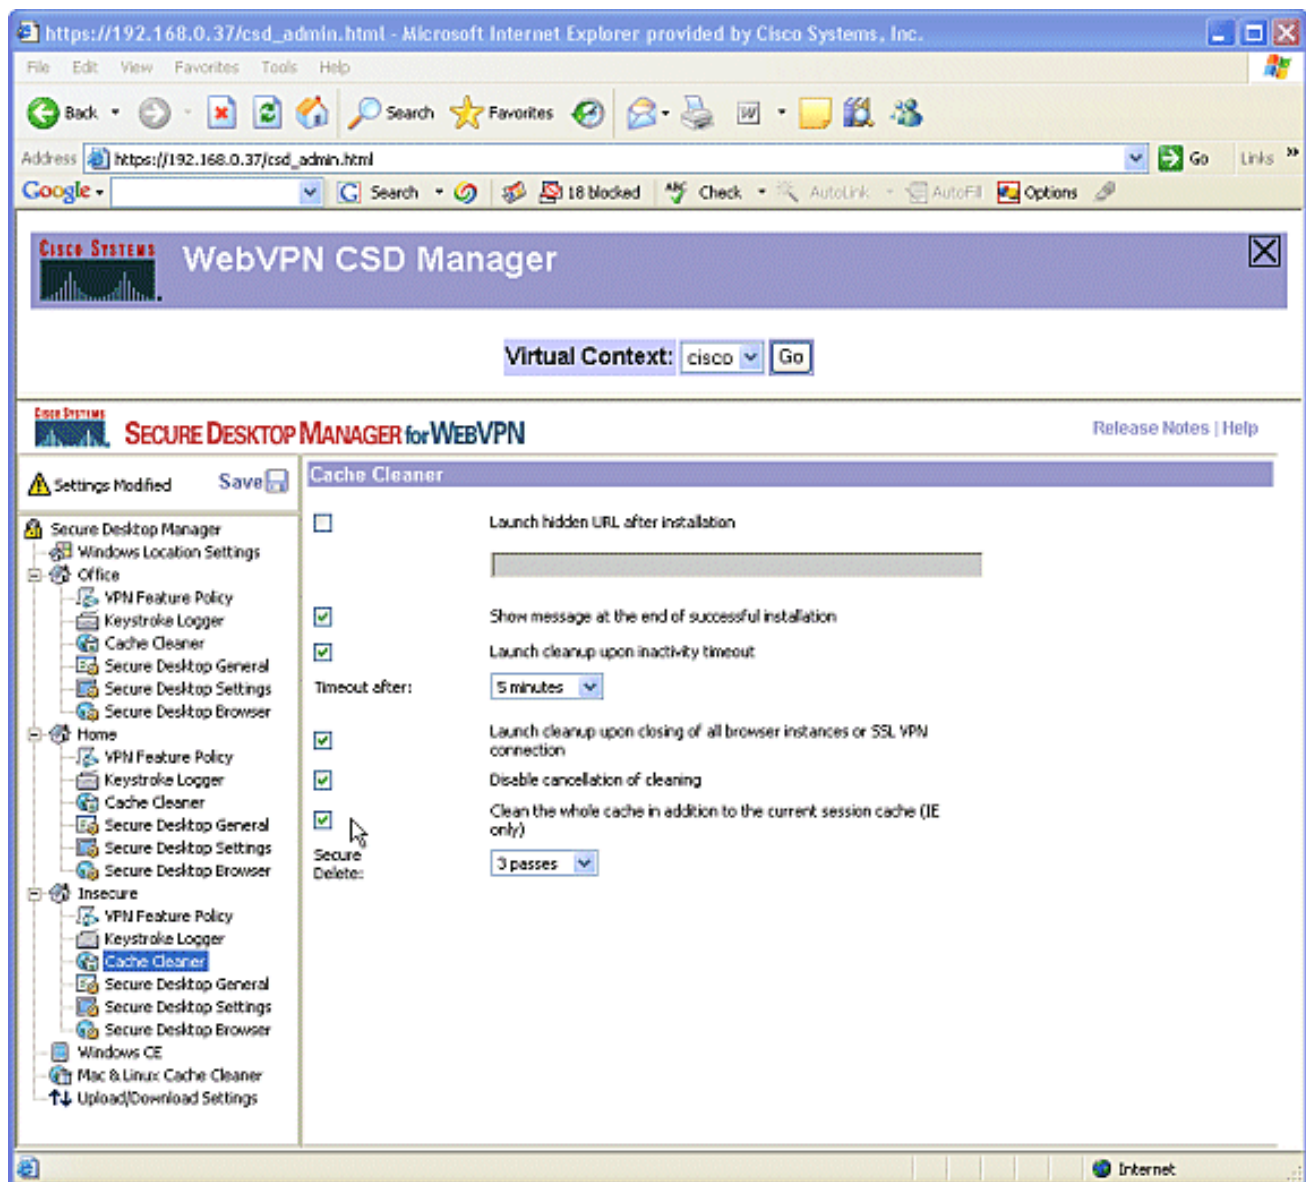 https://192.168.0.37/csd_admin.html - Microsoft Internet Explorer provided by Cisco Systems, Inc.
File Edit View Favorites Tools Help
Back Search Favorites W
Address https://192.168.0.37/csd_admin.html Go Links »
Google G Search 18 blocked ABC Check AutoLink AutoFill Options
CISCO SYSTEMS WebVPN CSD Manager
Virtual Context: cisco Go
CISCO SYSTEMS SECURE DESKTOP MANAGER for WEBVPN Release Notes | Help
Settings Modified Save
Secure Desktop Manager
Windows Location Settings
Office
VPN Feature Policy
Keystroke Logger
Cache Cleaner
Secure Desktop General
Secure Desktop Settings
Secure Desktop Browser
Home
VPN Feature Policy
Keystroke Logger
Cache Cleaner
Secure Desktop General
Secure Desktop Settings
Secure Desktop Browser
Insecure
VPN Feature Policy
Keystroke Logger
Cache Cleaner
Secure Desktop General
Secure Desktop Settings
Secure Desktop Browser
Windows CE
Mac & Linux Cache Cleaner
Upload/Download Settings
Cache Cleaner
Launch hidden URL after installation
Show message at the end of successful installation
Launch cleanup upon inactivity timeout
Timeout after: 5 minutes
Launch cleanup upon closing of all browser instances or SSL VPN
connection
Disable cancellation of cleaning
Clean the whole cache in addition to the current session cache (IE
only)
Secure
Delete: 3 passes
Internet